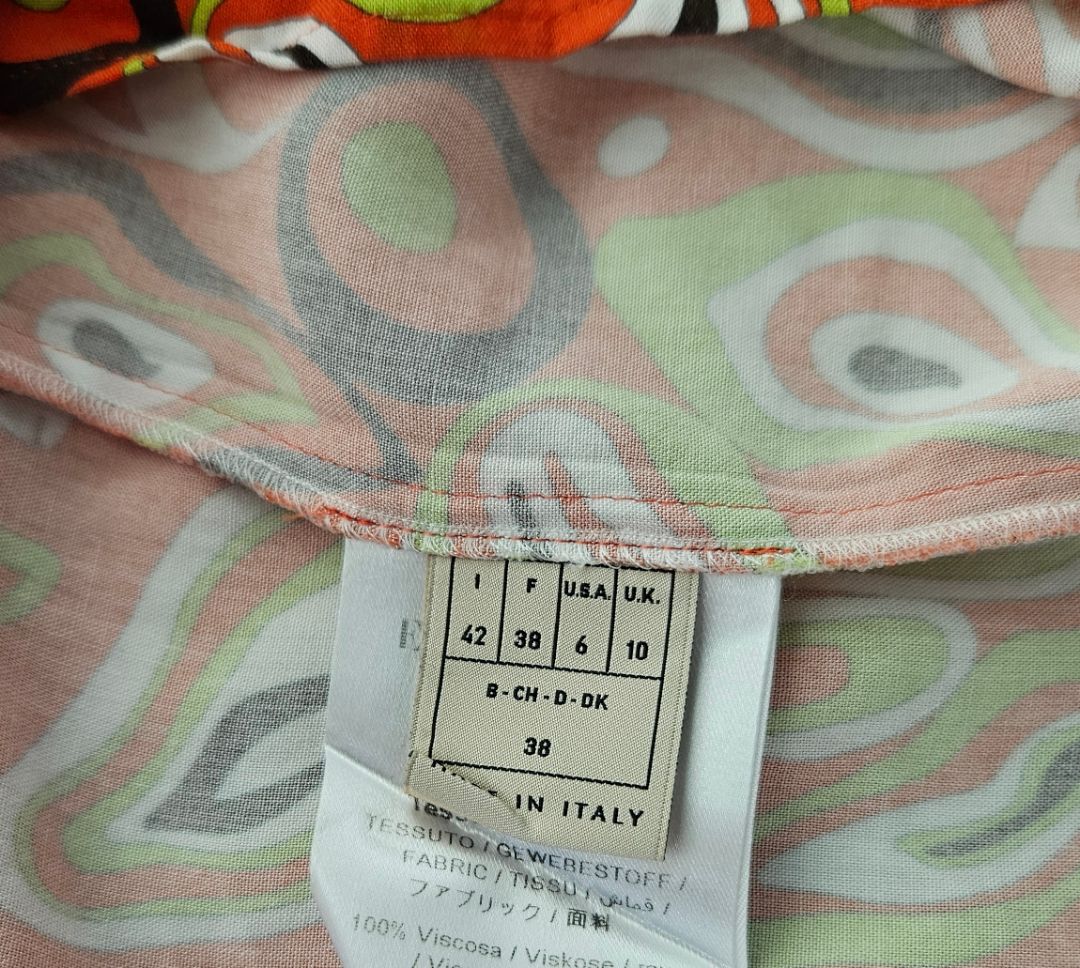 I F U.S.A. U.K.
42 38 6 10
B - CH - D - DK
38
IN ITALY
TESSUTO / GEWEBESTOFF /
FABRIC / TISSU / قماش /
ファブリック / 面料
100% Viscosa / Viskose /